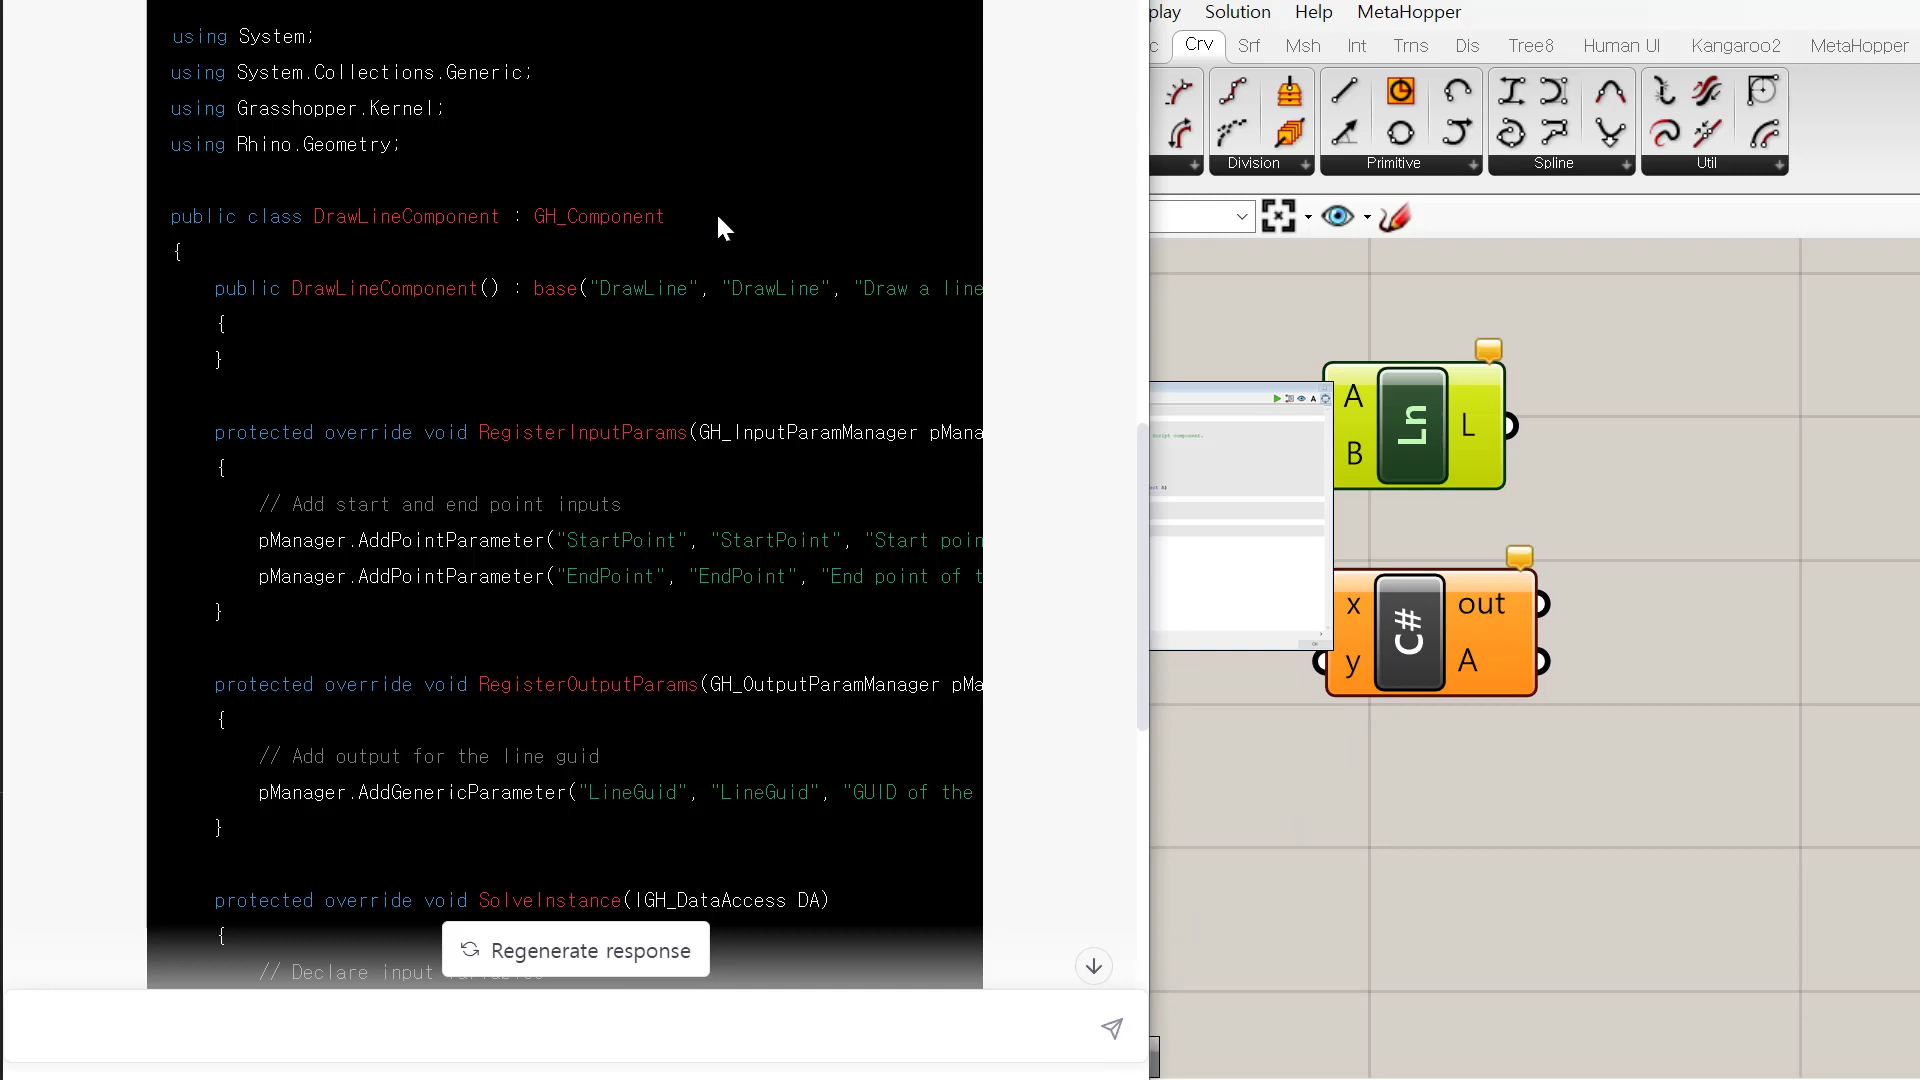 using System;
using System.Collections.Generic;
using Grasshopper.Kernel;
using Rhino.Geometry;
public class DrawLineComponent : GH_Component
{
public DrawLineComponent() : base("DrawLine", "DrawLine", "Draw a line
{
}
protected override void RegisterInputParams(GH_InputParamManager pMana
{
// Add start and end point inputs
pManager.AddPointParameter("StartPoint", "StartPoint", "Start poin
pManager.AddPointParameter("EndPoint", "EndPoint", "End point of t
}
protected override void RegisterOutputParams(GH_OutputParamManager pMa
{
// Add output for the line guid
pManager.AddGenericParameter("LineGuid", "LineGuid", "GUID of the
}
protected override void SolveInstance(IGH_DataAccess DA)
{
// Declare input variables
Regenerate response
play Solution Help MetaHopper
c Crv Srf Msh Int Trns Dis Tree8 Human UI Kangaroo2 MetaHopper
Division Primitive Spline Util
A
B
Ln
L
Script component.
x
y
C#
out
A